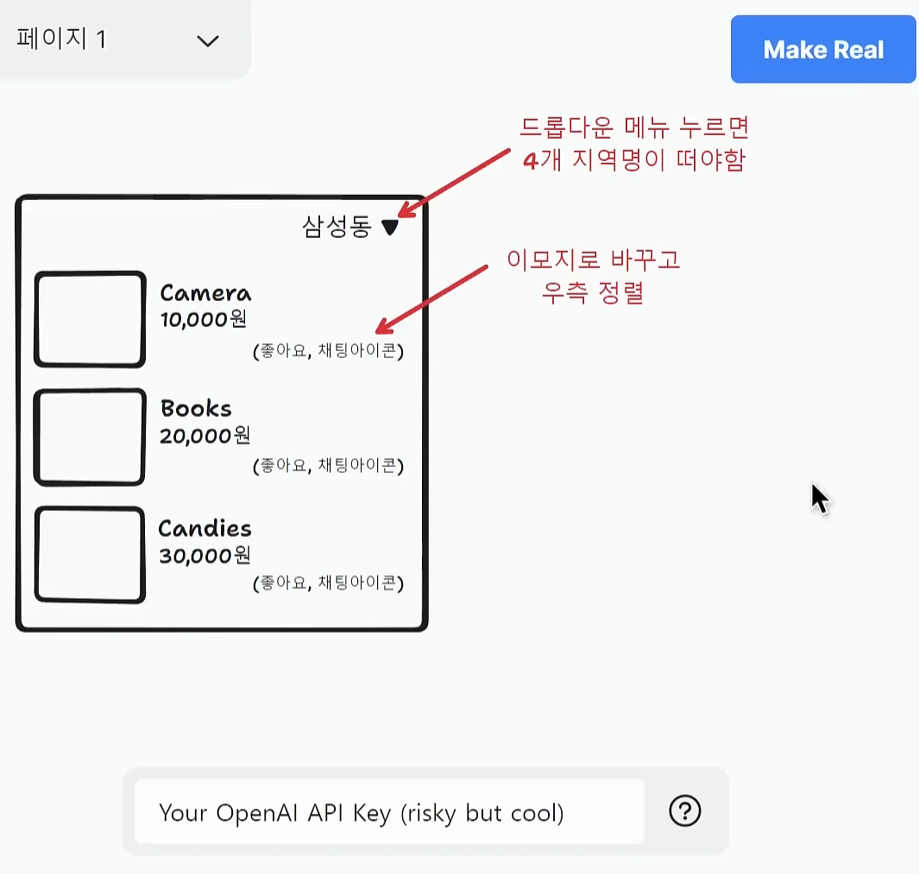 페이지 1
Make Real
드롭다운 메뉴 누르면
4개 지역명이 떠야함
삼성동
이모지로 바꾸고
우측 정렬
Camera
10,000원
(좋아요, 채팅아이콘)
Books
20,000원
(좋아요, 채팅아이콘)
Candies
30,000원
(좋아요, 채팅아이콘)
Your OpenAI API Key (risky but cool)
?